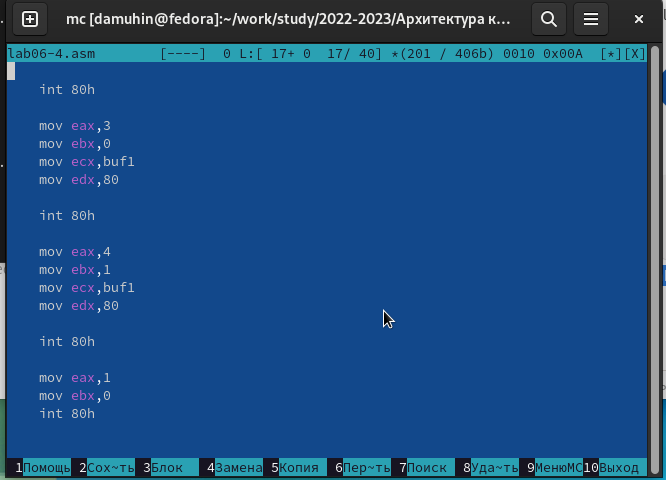 mc [damuhin@fedora]:~/work/study/2022-2023/Архитектура к...
lab06-4.asm [----] 0 L:[ 17+ 0 17/ 40] *(201 / 406b) 0010 0x00A [*][X]
int 80h
mov eax,3
mov ebx,0
mov ecx,buf1
mov edx,80
int 80h
mov eax,4
mov ebx,1
mov ecx,buf1
mov edx,80
int 80h
mov eax,1
mov ebx,0
int 80h
1Помощь 2Сох~ть 3Блок 4Замена 5Копия 6Пер~ть 7Поиск 8Уда~ть 9МенюMC 10Выход